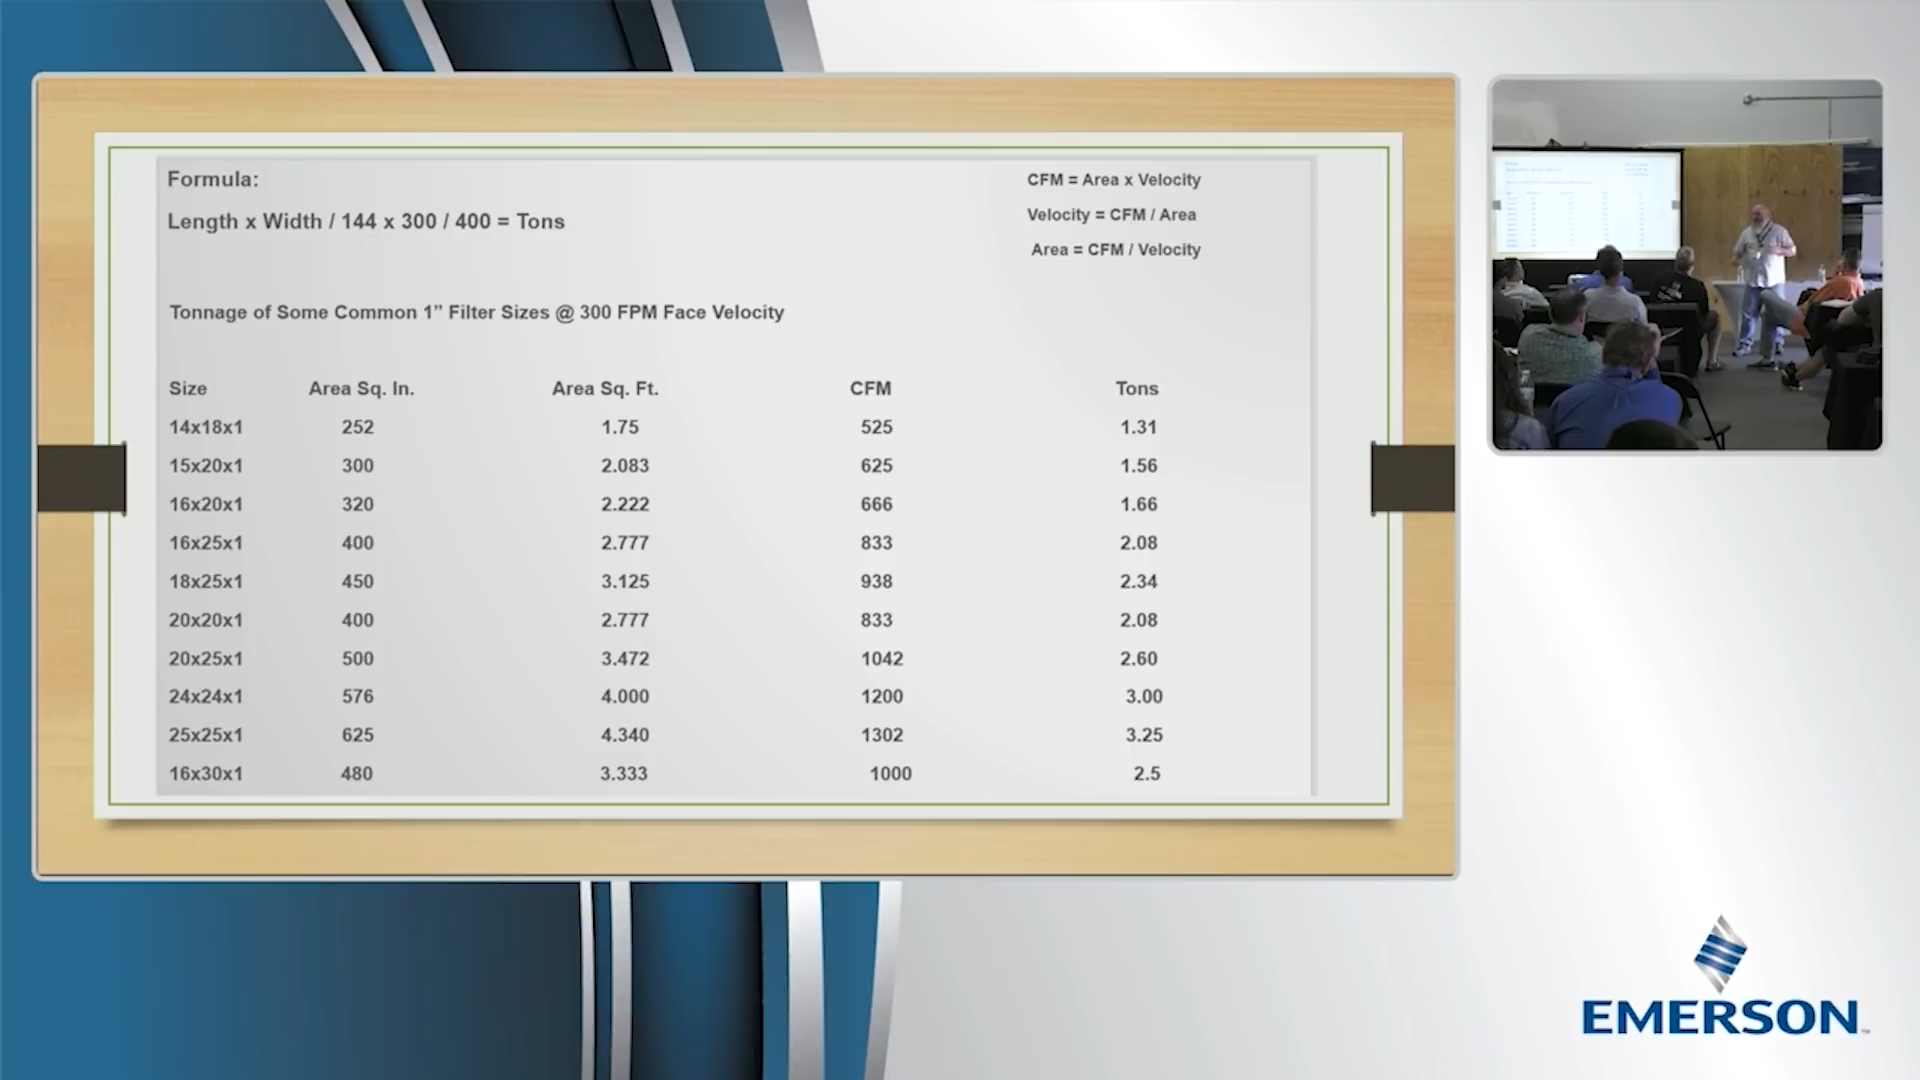 Formula:
Length x Width / 144 x 300 / 400 = Tons
CFM = Area x Velocity
Velocity = CFM / Area
Area = CFM / Velocity
Tonnage of Some Common 1” Filter Sizes @ 300 FPM Face Velocity
Size Area Sq. In. Area Sq. Ft. CFM Tons
14x18x1 252 1.75 525 1.31
15x20x1 300 2.083 625 1.56
16x20x1 320 2.222 666 1.66
16x25x1 400 2.777 833 2.08
18x25x1 450 3.125 938 2.34
20x20x1 400 2.777 833 2.08
20x25x1 500 3.472 1042 2.60
24x24x1 576 4.000 1200 3.00
25x25x1 625 4.340 1302 3.25
16x30x1 480 3.333 1000 2.5
EMERSON